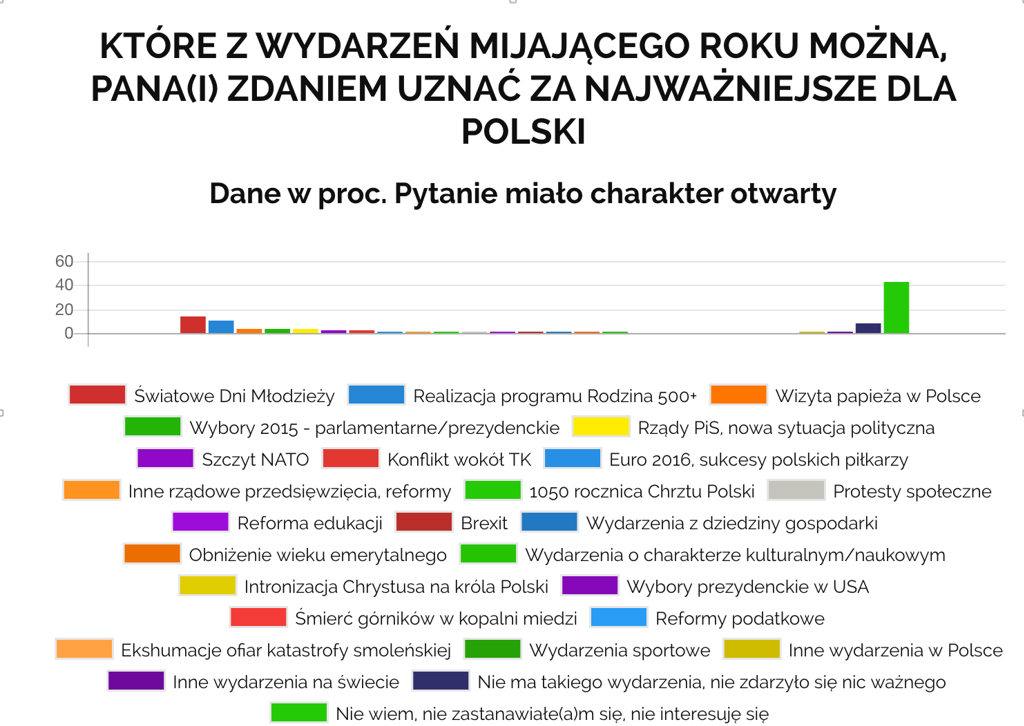 KTÓRE Z WYDARZEŃ MIJAJĄCEGO ROKU MOŻNA,
PANA(I) ZDANIEM UZNAĆ ZA NAJWAŻNIEJSZE DLA
POLSKI
Dane w proc. Pytanie miało charakter otwarty
60
40
20
0
Światowe Dni Młodzieży Realizacja programu Rodzina 500+ Wizyta papieża w Polsce
Wybory 2015 - parlamentarne/prezydenckie Rządy PiS, nowa sytuacja polityczna
Szczyt NATO Konflikt wokół TK Euro 2016, sukcesy polskich piłkarzy
Inne rządowe przedsięwzięcia, reformy 1050 rocznica Chrztu Polski Protesty społeczne
Reforma edukacji Brexit Wydarzenia z dziedziny gospodarki
Obniżenie wieku emerytalnego Wydarzenia o charakterze kulturalnym/naukowym
Intronizacja Chrystusa na króla Polski Wybory prezydenckie w USA
Śmierć górników w kopalni miedzi Reformy podatkowe
Ekshumacje ofiar katastrofy smoleńskiej Wydarzenia sportowe Inne wydarzenia w Polsce
Inne wydarzenia na świecie Nie ma takiego wydarzenia, nie zdarzyło się nic ważnego
Nie wiem, nie zastanawiałe(a)m się, nie interesuję się